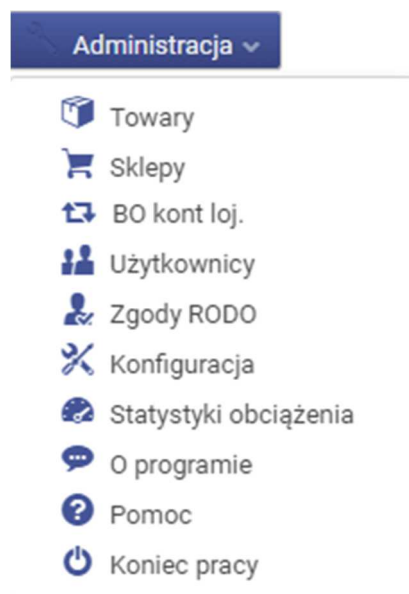 Administracja
Towary
Sklepy
BO kont loj.
Użytkownicy
Zgody RODO
Konfiguracja
Statystyki obciążenia
O programie
Pomoc
Koniec pracy